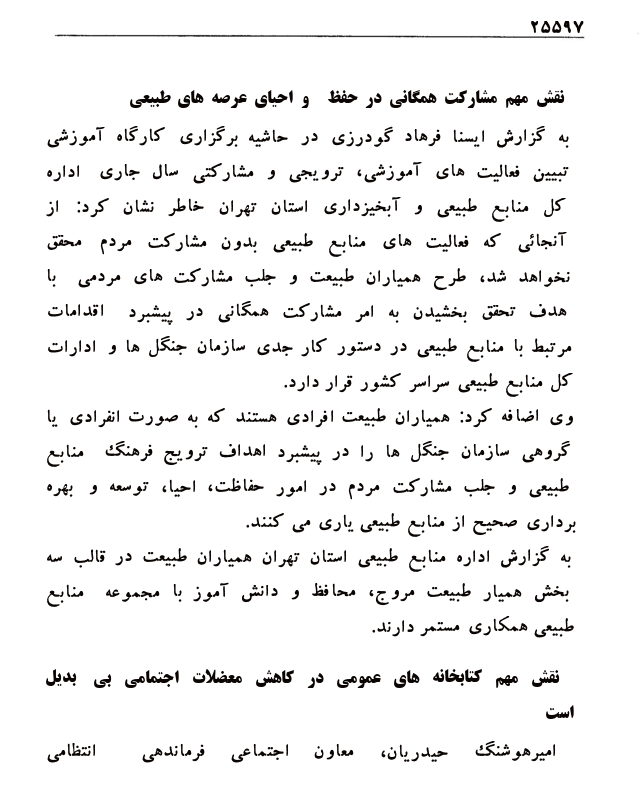 ۲۵۵۹۷
نقش مهم مشارکت همگانی در حفظ و احیای عرصه های طبیعی
به گزارش ایسنا فرهاد گودرزی در حاشیه برگزاری کارگاه آموزشی
تبیین فعالیت های آموزشی، ترویجی و مشارکتی سال جاری اداره
کل منابع طبیعی و آبخیزداری استان تهران خاطر نشان کرد: از
آنجائی که فعالیت های منابع طبیعی بدون مشارکت مردم محقق
نخواهد شد، طرح همیاران طبیعت و جلب مشارکت های مردمی با
هدف تحقق بخشیدن به امر مشارکت همگانی در پیشبرد اقدامات
مرتبط با منابع طبیعی در دستور کار جدی سازمان جنگل ها و ادارات
کل منابع طبیعی سراسر کشور قرار دارد.
وی اضافه کرد: همیاران طبیعت افرادی هستند که به صورت انفرادی یا
گروهی سازمان جنگل ها را در پیشبرد اهداف ترویج فرهنگ منابع
طبیعی و جلب مشارکت مردم در امور حفاظت، احیا، توسعه و بهره
برداری صحیح از منابع طبیعی یاری می کنند.
به گزارش اداره منابع طبیعی استان تهران همیاران طبیعت در قالب سه
بخش همیار طبیعت مروج، محافظ و دانش آموز با مجموعه منابع
طبیعی همکاری مستمر دارند.
نقش مهم کتابخانه های عمومی در کاهش معضلات اجتمامی بی بدیل
است
امیرهوشنگ حیدریان، معاون اجتماعی فرماندهی انتظامی